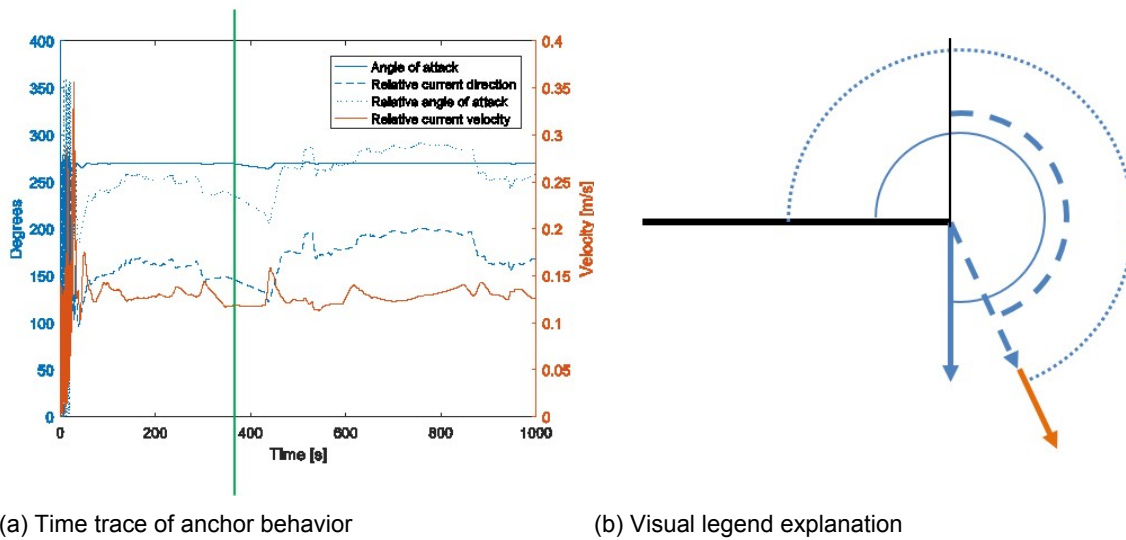 400
350
300
250
200
150
100
50
0
Degrees
0.4
0.35
0.3
0.25
0.2
0.15
0.1
0.05
0
Velocity [m/s]
Angle of attack
Relative current direction
Relative angle of attack
Relative current velocity
0 200 400 600 800 1000
Time [s]
(a) Time trace of anchor behavior
(b) Visual legend explanation